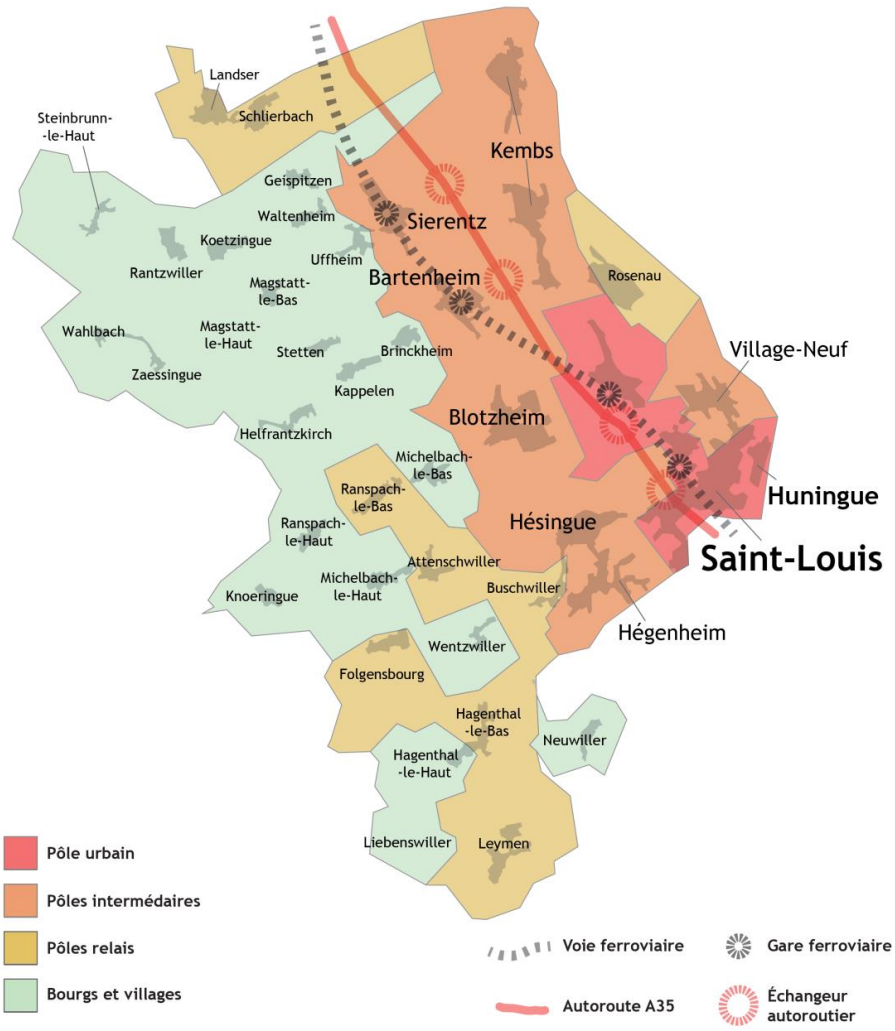 Landser
Schlierbach
Steinbrunn-
-le-Haut
Kembs
Geispitzen
Waltenheim
Sierentz
Koetzingue
Uffheim
Rantzwiller
Bartenheim
Rosenau
Magstatt
-le-Bas
Wahlbach
Magstatt-
le-Haut
Stetten
Brinckheim
Village-Neuf
Zaessingue
Kappelen
Blotzheim
Helfrantzkirch
Michelbach-
le-Bas
Ranspach-
le-Bas
Huningue
Hésingue
Ranspach
-le-Haut
Saint-Louis
Attenschwiller
Michelbach-
le-Haut
Buschwiller
Knoeringue
Hégenheim
Wentzwiller
Folgensbourg
Hagenthal
-le-Bas
Neuwiller
Hagenthal
-le-Haut
Liebenswiller
Leymen
Pôle urbain
Pôles intermédaires
Pôles relais
Bourgs et villages
Voie ferroviaire
Gare ferroviaire
Autoroute A35
Échangeur
autoroutier